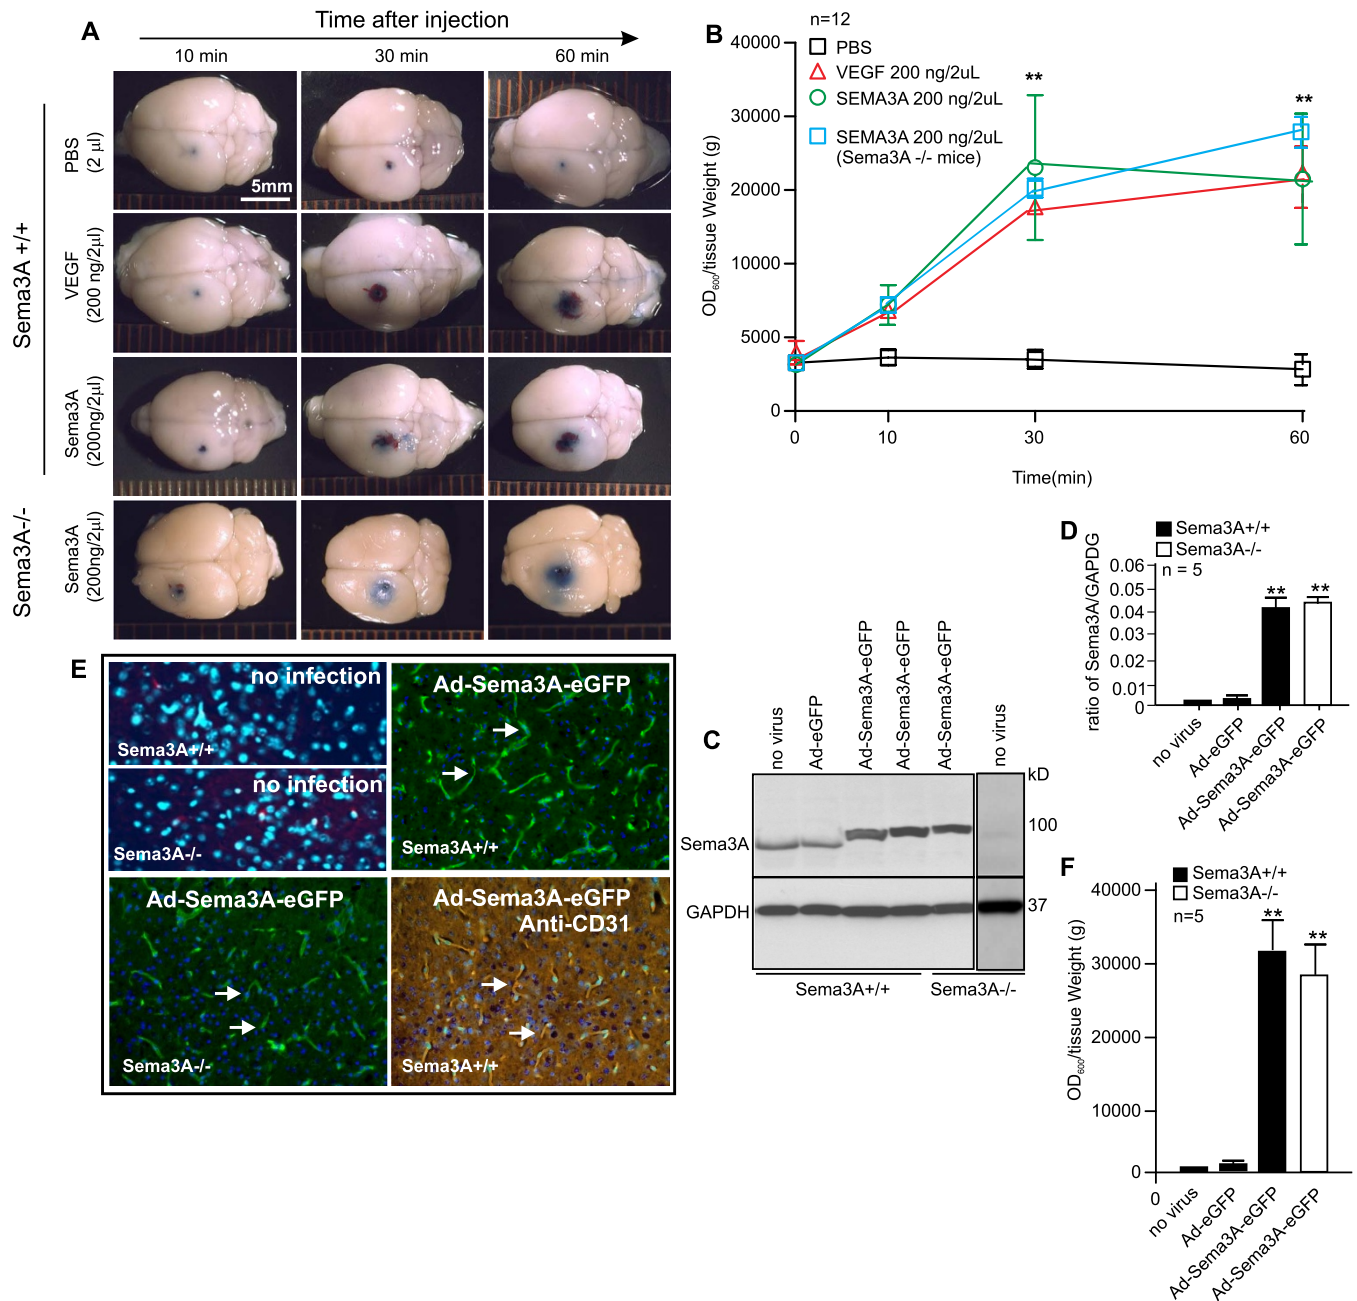 A
Time after injection
10 min
30 min
60 min
Sema3A +/+
Sema3A-/-
PBS
(2 µl)
5mm
VEGF
(200 ng/2µl)
Sema3A
(200ng/2µl)
Sema3A
(200ng/2µl)
B
n=12
PBS
VEGF 200 ng/2uL
SEMA3A 200 ng/2uL
SEMA3A 200 ng/2uL
(Sema3A -/- mice)
OD600/tissue Weight (g)
40000
30000
20000
10000
5000
0
**
**
0
10
30
60
Time(min)
C
no virus
Ad-eGFP
Ad-Sema3A-eGFP
Ad-Sema3A-eGFP
Ad-Sema3A-eGFP
no virus
kD
Sema3A
100
GAPDH
37
Sema3A+/+
Sema3A-/-
D
Sema3A+/+
Sema3A-/-
n = 5
ratio of Sema3A/GAPDG
0.06
0.05
0.04
0.03
0.02
0.01
0
**
**
no virus
Ad-eGFP
Ad-Sema3A-eGFP
Ad-Sema3A-eGFP
E
no infection
Sema3A+/+
no infection
Sema3A-/-
Ad-Sema3A-eGFP
Sema3A+/+
Ad-Sema3A-eGFP
Sema3A-/-
Ad-Sema3A-eGFP
Anti-CD31
Sema3A+/+
F
Sema3A+/+
Sema3A-/-
n=5
OD600/tissue Weight (g)
40000
30000
20000
10000
0
0
**
**
no virus
Ad-eGFP
Ad-Sema3A-eGFP
Ad-Sema3A-eGFP